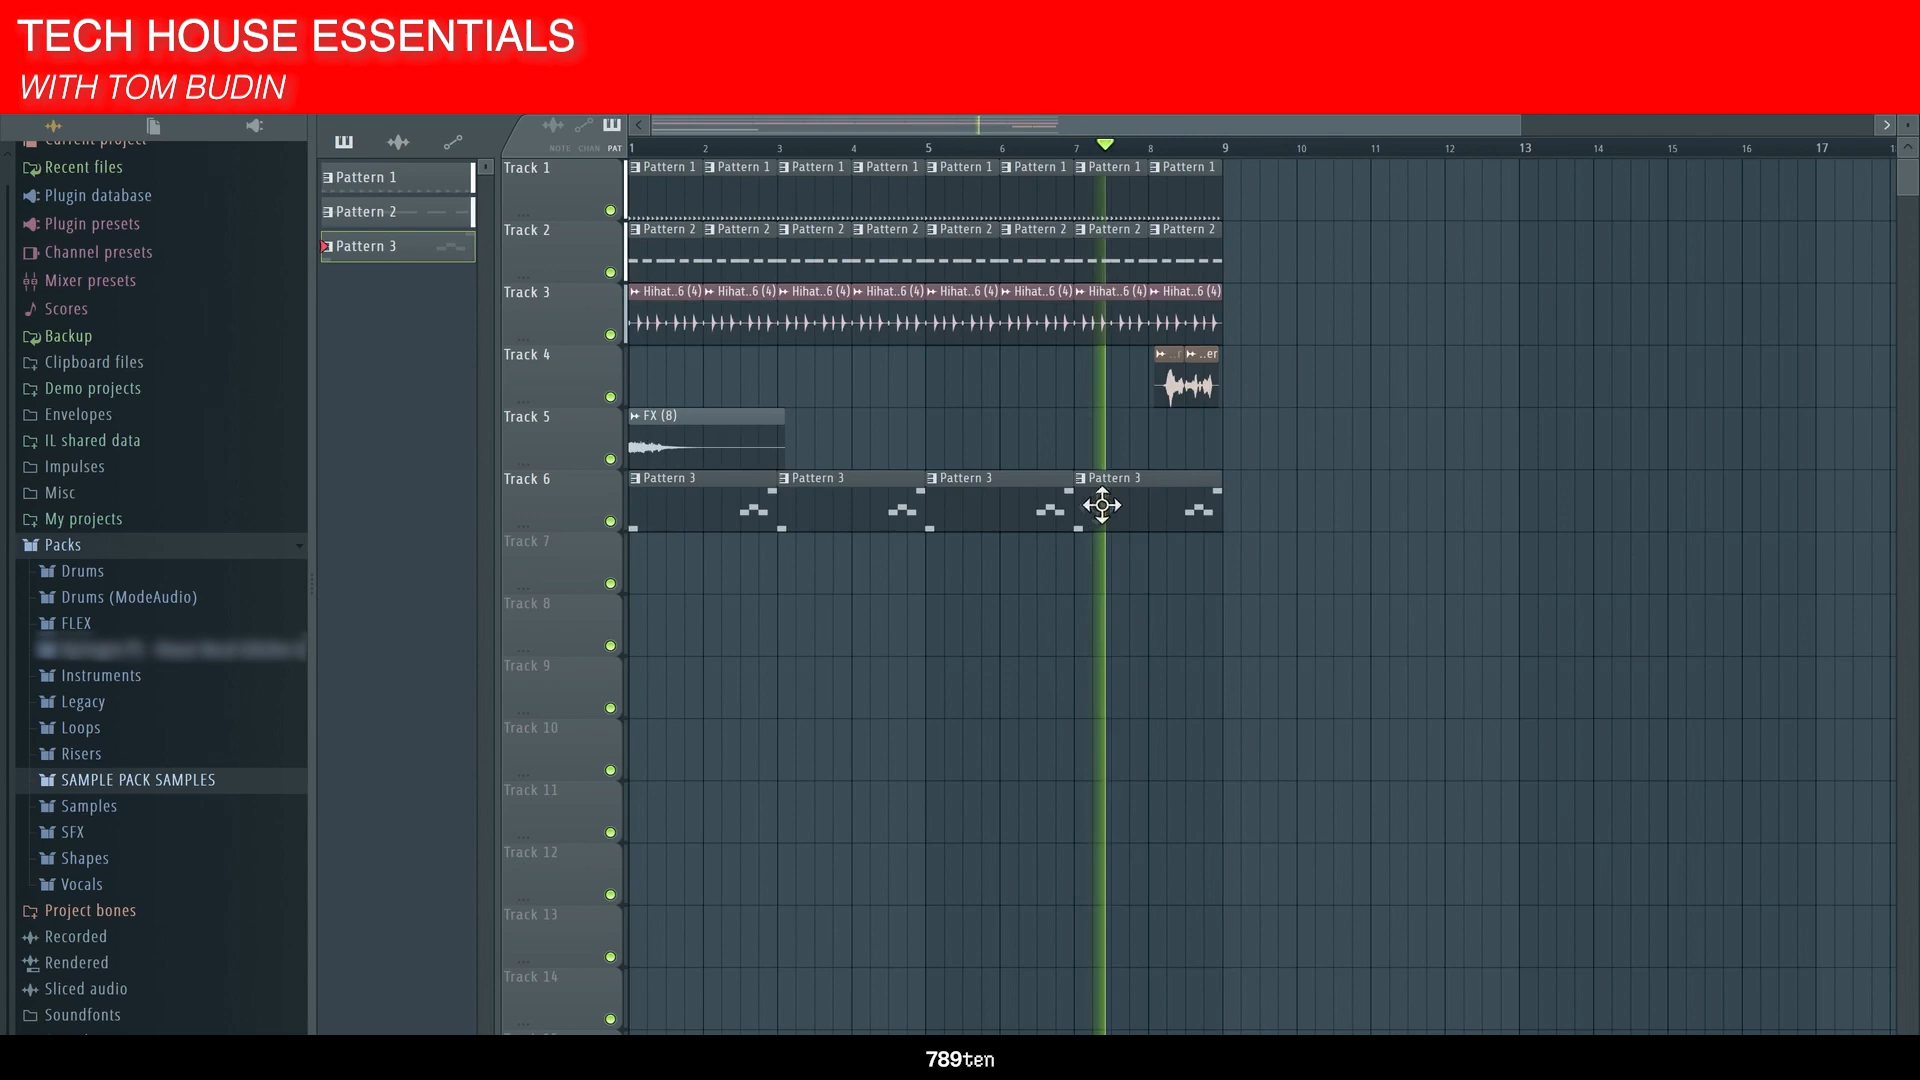 TECH HOUSE ESSENTIALS
WITH TOM BUDIN
Current project
Recent files
Plugin database
Plugin presets
Channel presets
Mixer presets
Scores
Backup
Clipboard files
Demo projects
Envelopes
IL shared data
Impulses
Misc
My projects
Packs
Drums
Drums (ModeAudio)
FLEX
Instruments
Legacy
Loops
Risers
SAMPLE PACK SAMPLES
Samples
SFX
Shapes
Vocals
Project bones
Recorded
Rendered
Sliced audio
Soundfonts
Pattern 1
Pattern 2
Pattern 3
NOTE CHAN PAT
1 2 3 4 5 6 7 8 9 10 11 12 13 14 15 16 17
Track 1
Pattern 1 Pattern 1 Pattern 1 Pattern 1 Pattern 1 Pattern 1 Pattern 1 Pattern 1
Track 2
Pattern 2 Pattern 2 Pattern 2 Pattern 2 Pattern 2 Pattern 2 Pattern 2 Pattern 2
Track 3
Hihat..6 (4) Hihat..6 (4) Hihat..6 (4) Hihat..6 (4) Hihat..6 (4) Hihat..6 (4) Hihat..6 (4) Hihat..6 (4)
Track 4
..er
Track 5
FX (8)
Track 6
Pattern 3 Pattern 3 Pattern 3 Pattern 3
Track 7
Track 8
Track 9
Track 10
Track 11
Track 12
Track 13
Track 14
789ten